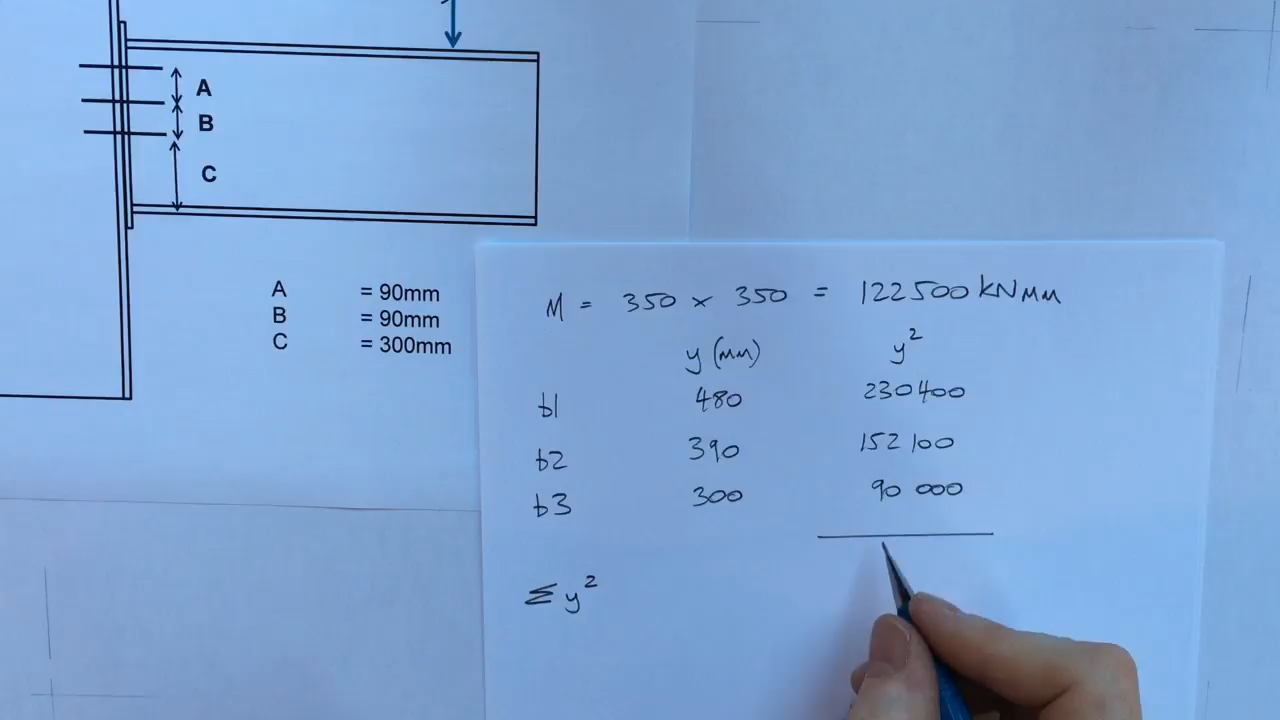 A
B
C
A = 90mm
B = 90mm
C = 300mm
M = 350 × 350 = 122500 kNmm
y (mm) y²
b1 480 230400
b2 390 152100
b3 300 90 000
Σy²